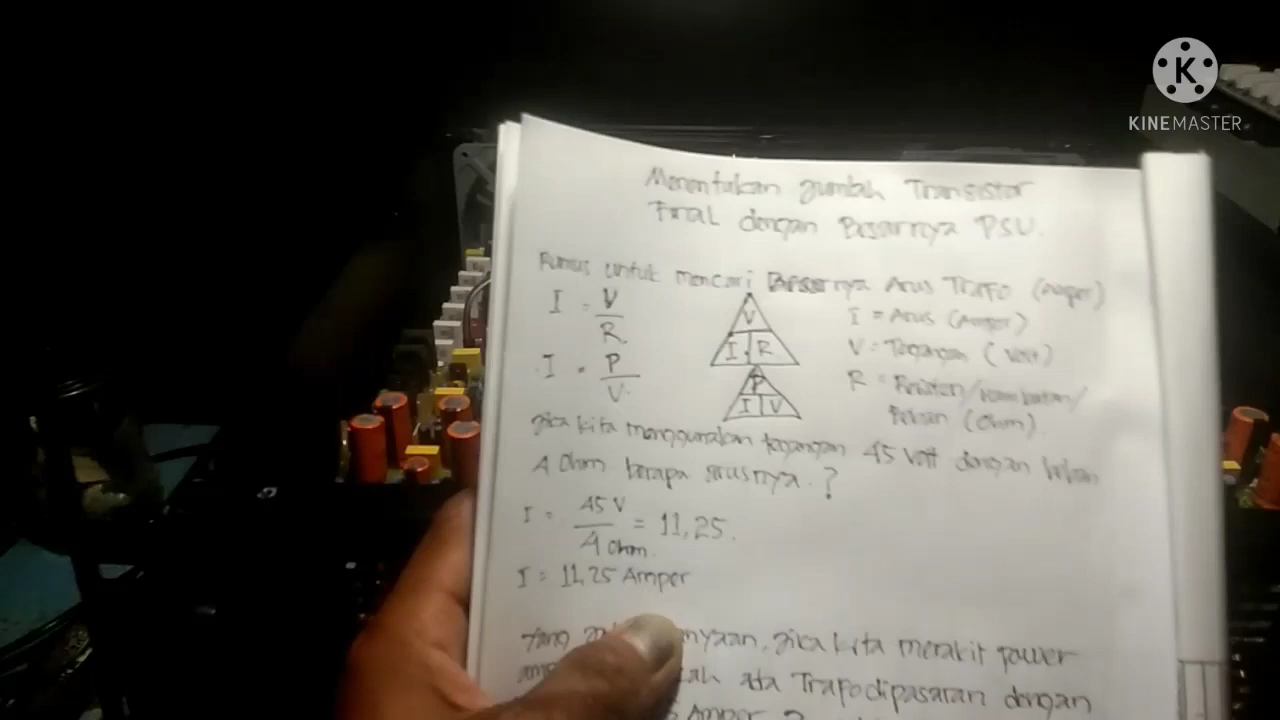 KINEMASTER
Menentukan jumlah Transistor
Final dengan Besarnya PSU.
Rumus untuk mencari Besarnya Arus Trafo (Amper)
I = V
R
I = P
V
V
I . R
P
I V
I = Arus (Amper)
V = Tegangan (Volt)
R = Resisten/Hambatan/
Beban (Ohm)
jika kita menggunakan tegangan 45 Volt dengan beban
4 Ohm berapa arusnya.?
I = 45 V
4 Ohm. = 11,25.
I = 11,25 Amper
Yang jika kita merakit power
ada Trafo dipasaran dengan
Amper ?